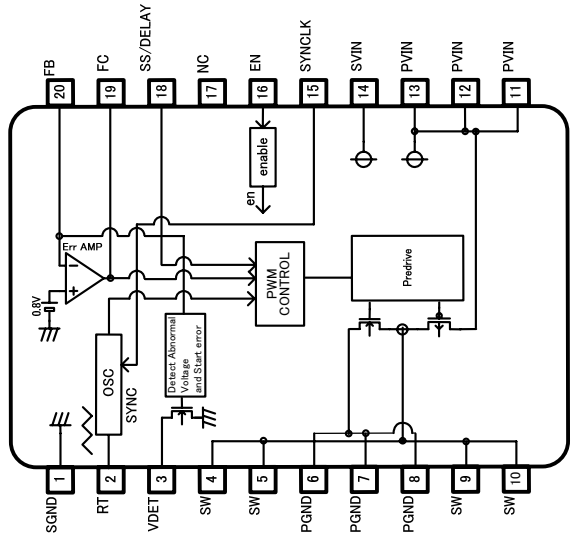 FB
FC
SS/DELAY
NC
EN
SYNCLK
SVIN
PVIN
PVIN
PVIN
20
19
18
17
16
15
14
13
12
11
enable
en
Err AMP
0.8V
PWM
CONTROL
Predrive
OSC
SYNC
Detect Abnormal
Voltage
and Start error
1
2
3
4
5
6
7
8
9
10
SGND
RT
VDET
SW
SW
PGND
PGND
PGND
SW
SW